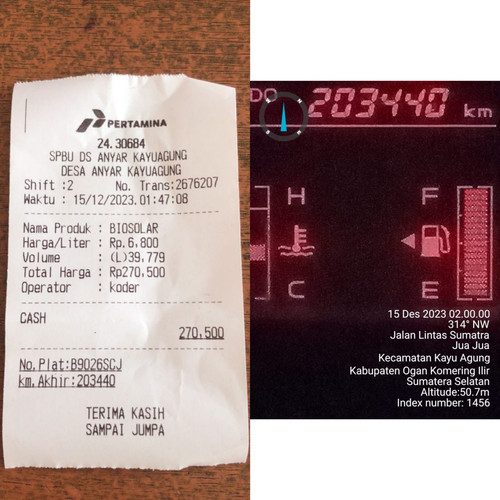 PERTAMINA
24.30684
SPBU DS ANYAR KAYUAGUNG
DESA ANYAR KAYUAGUNG
Shift :2 No. Trans:2676207
Waktu : 15/12/2023.01:47:08
Nama Produk : BIOSOLAR
Harga/Liter : Rp.6,800
Volume : (L)39,779
Total Harga : Rp270,500
Operator : koder
CASH
270,500
No.Plat:B9026SCJ
km.Akhir:203440
TERIMA KASIH
SAMPAI JUMPA
ODO 203440 km
H
C
F
E
15 Des 2023 02.00.00
314° NW
Jalan Lintas Sumatra
Jua Jua
Kecamatan Kayu Agung
Kabupaten Ogan Komering Ilir
Sumatera Selatan
Altitude:50.7m
Index number: 1456